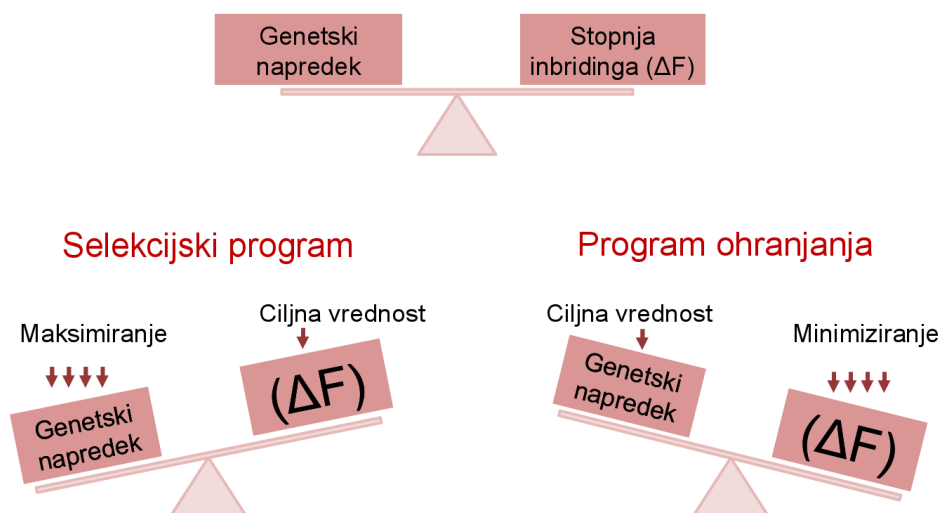 Genetski
napredek
Stopnja
inbridinga (ΔF)
Selekcijski program
Maksimiranje
Ciljna vrednost
Genetski
napredek
(ΔF)
Program ohranjanja
Ciljna vrednost
Minimiziranje
Genetski
napredek
(ΔF)